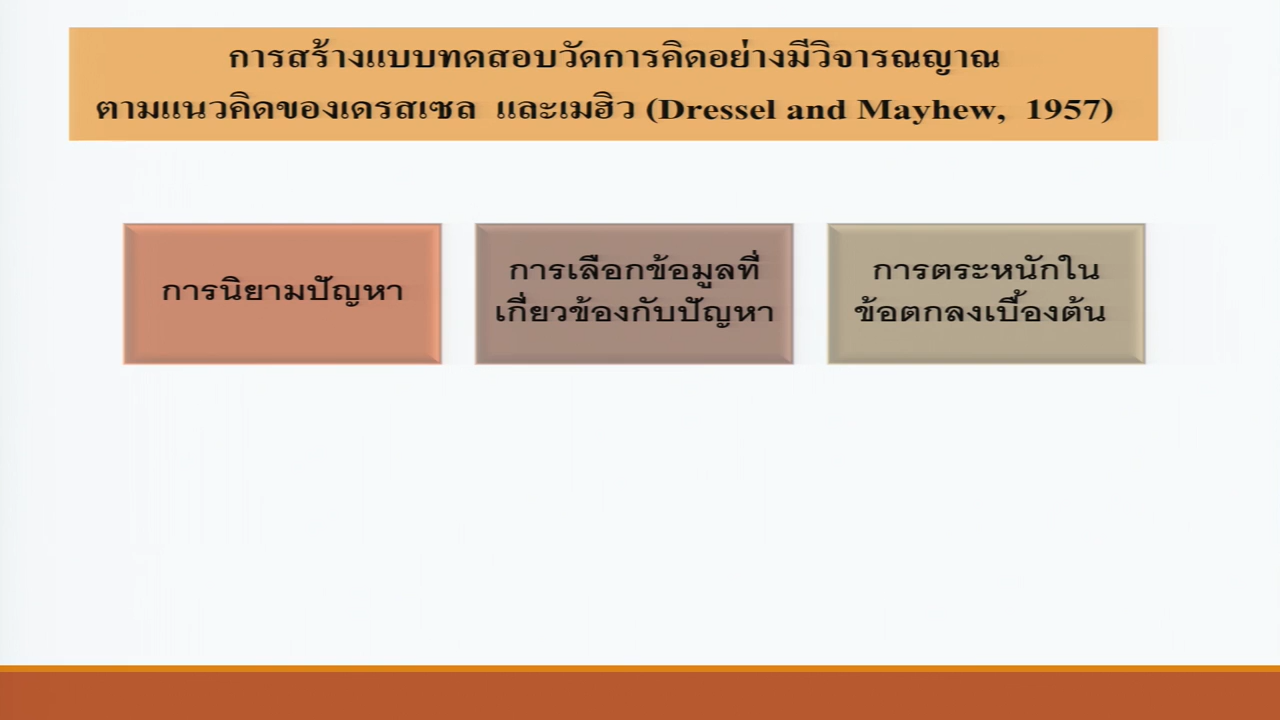 การสร้างแบบทดสอบวัดการคิดอย่างมีวิจารณญาณ
ตามแนวคิดของเดรสเซล และเมฮิว (Dressel and Mayhew, 1957)
การนิยามปัญหา
การเลือกข้อมูลที่
เกี่ยวข้องกับปัญหา
การตระหนักใน
ข้อตกลงเบื้องต้น